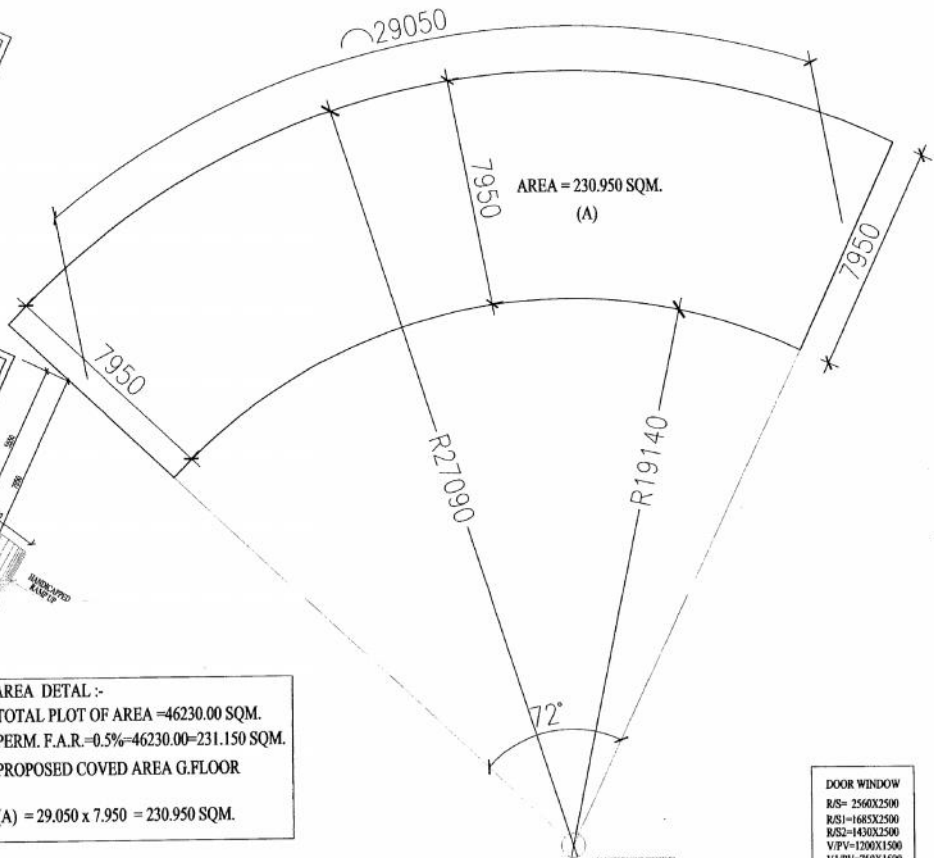 29050
7950
AREA = 230.950 SQM.
(A)
7950
7950
R27090
R19140
HANDICAPPED
RAMP UP
72°
AREA DETAL :-
TOTAL PLOT OF AREA =46230.00 SQM.
PERM. F.A.R.=0.5%=46230.00=231.150 SQM.
PROPOSED COVED AREA G.FLOOR
(A) = 29.050 x 7.950 = 230.950 SQM.
DOOR WINDOW
R/S= 2560X2500
R/S1=1685X2500
R/S2=1430X2500
V/PV=1200X1500